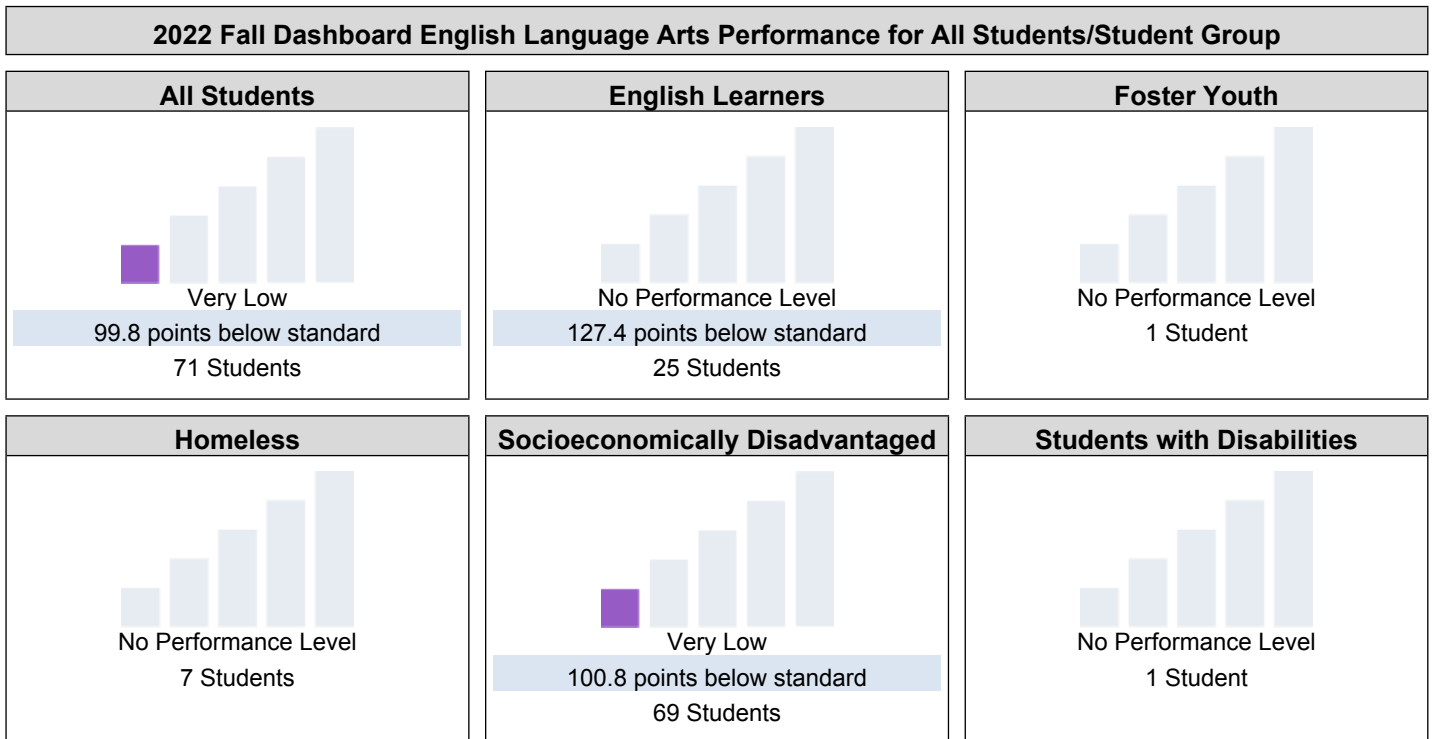 2022 Fall Dashboard English Language Arts Performance for All Students/Student Group
All Students
Very Low
99.8 points below standard
71 Students
English Learners
No Performance Level
127.4 points below standard
25 Students
Foster Youth
No Performance Level
1 Student
Homeless
No Performance Level
7 Students
Socioeconomically Disadvantaged
Very Low
100.8 points below standard
69 Students
Students with Disabilities
No Performance Level
1 Student